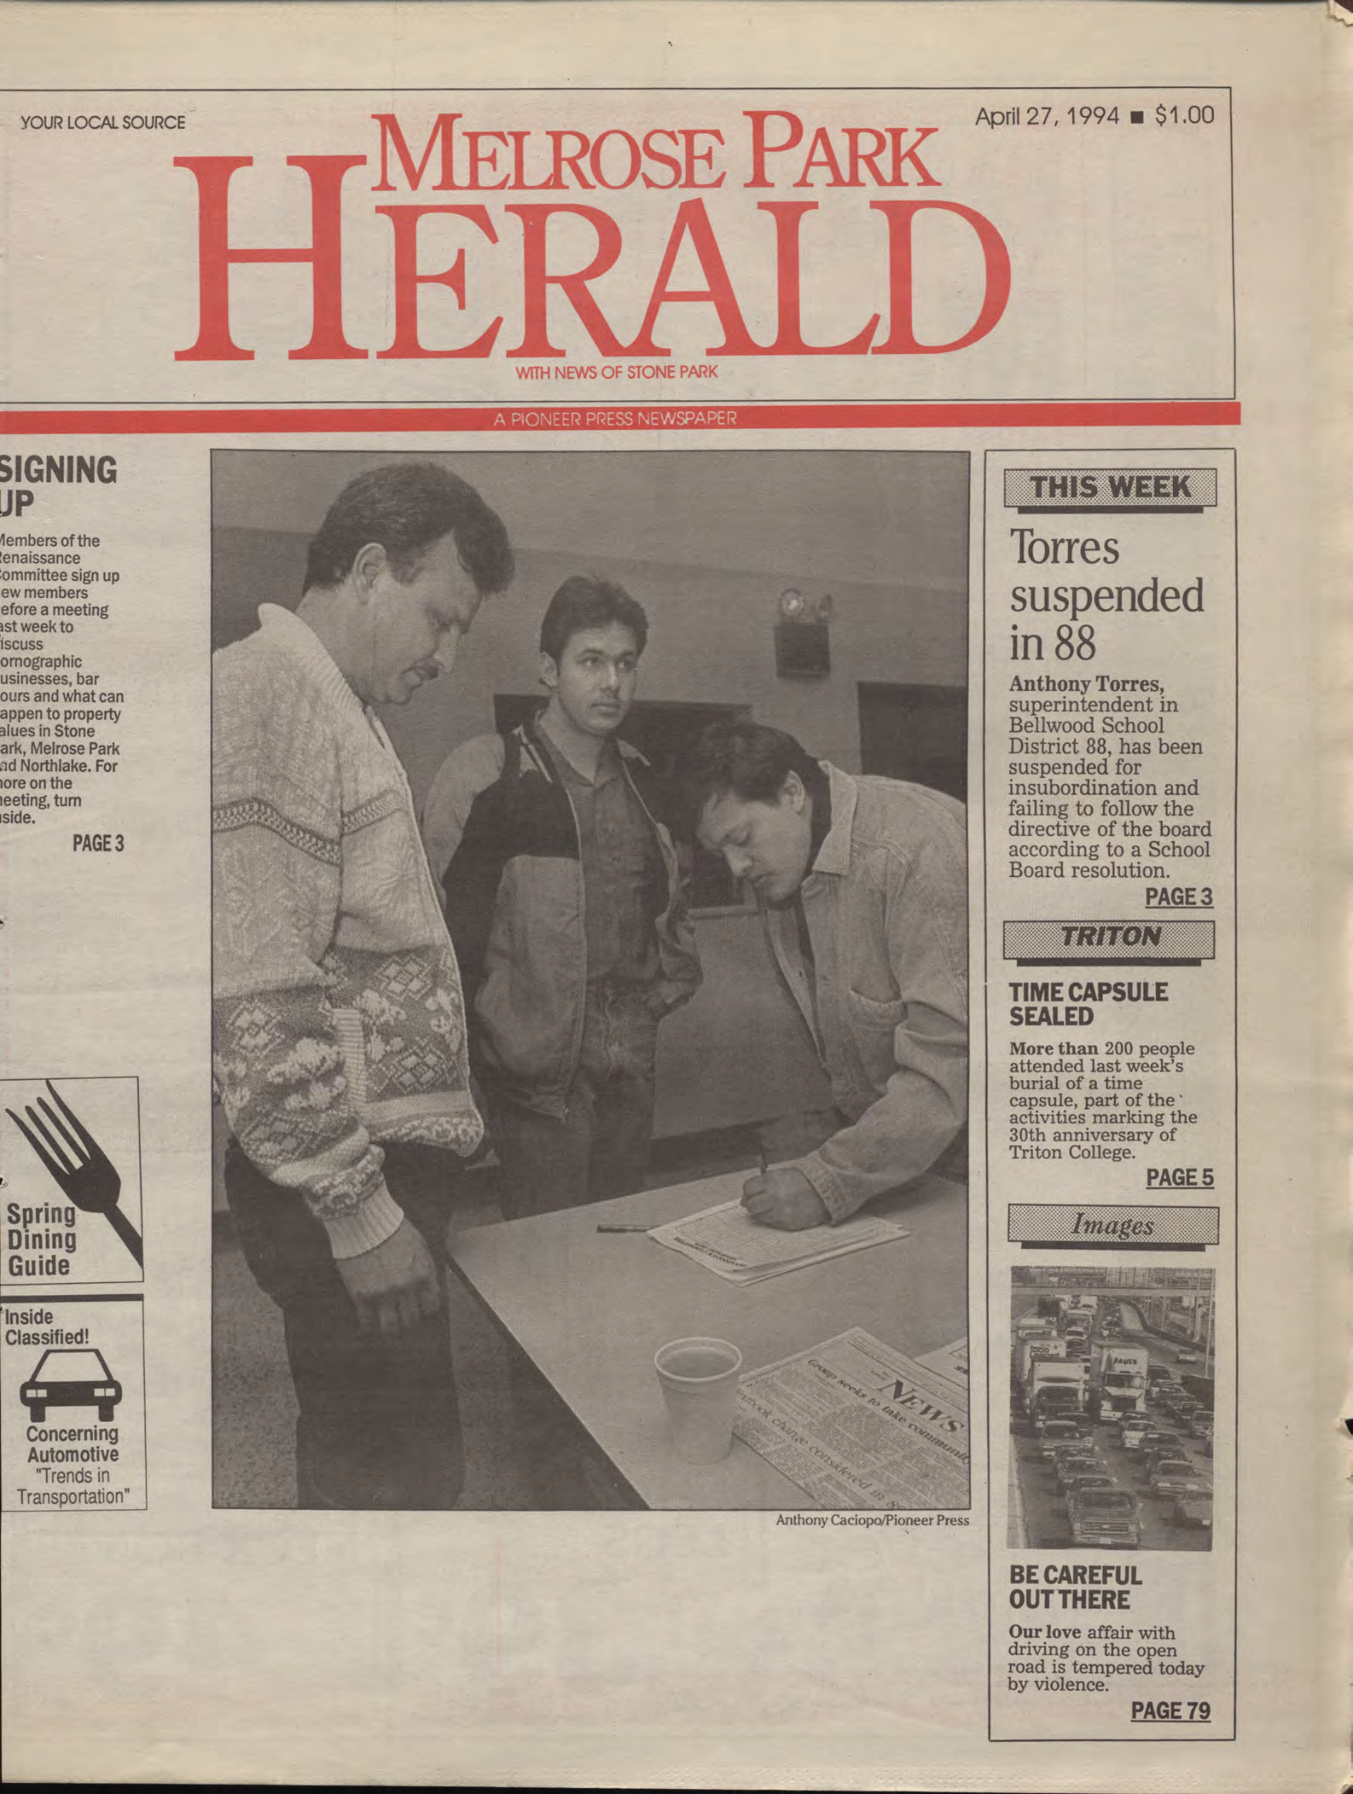 YOUR LOCAL SOURCE
April 27, 1994 ■ $1.00
MELROSE PARK
HERALD
WITH NEWS OF STONE PARK
A PIONEER PRESS NEWSPAPER
SIGNING
UP
Members of the
Renaissance
Committee sign up
new members
before a meeting
last week to
discuss
pornographic
businesses, bar
hours and what can
happen to property
values in Stone
Park, Melrose Park
and Northlake. For
more on the
meeting, turn
inside.
PAGE 3
Spring
Dining
Guide
Inside
Classified!
Concerning
Automotive
"Trends in
Transportation"
NEWS
Group seeks to take
change considered in
Anthony Caciopo/Pioneer Press
THIS WEEK
Torres
suspended
in 88
Anthony Torres,
superintendent in
Bellwood School
District 88, has been
suspended for
insubordination and
failing to follow the
directive of the board
according to a School
Board resolution.
PAGE 3
TRITON
TIME CAPSULE
SEALED
More than 200 people
attended last week's
burial of a time
capsule, part of the
activities marking the
30th anniversary of
Triton College.
PAGE 5
Images
BE CAREFUL
OUT THERE
Our love affair with
driving on the open
road is tempered today
by violence.
PAGE 79